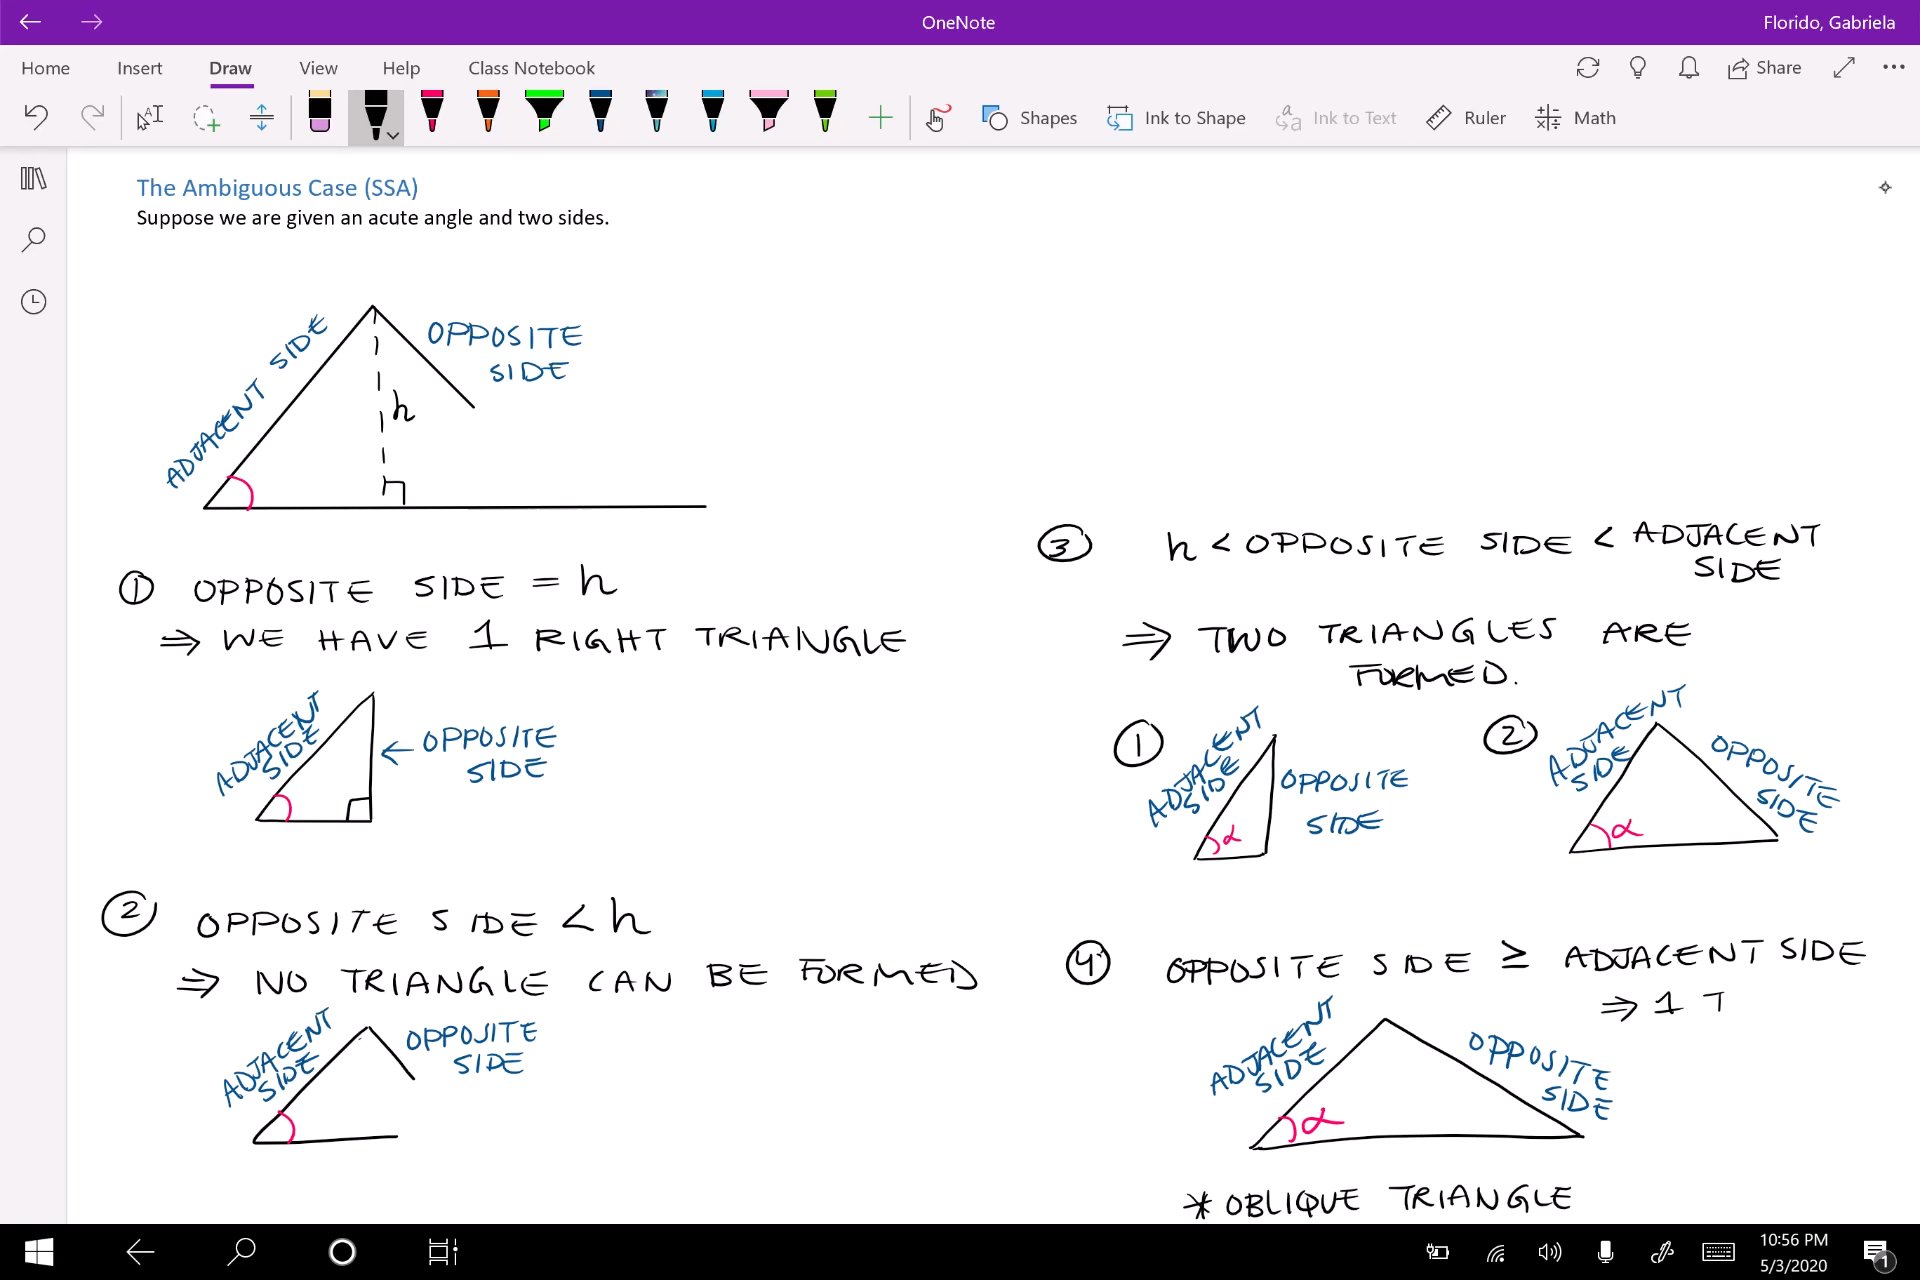 OneNote
Florido, Gabriela
Home Insert Draw View Help Class Notebook
Share
Shapes Ink to Shape Ink to Text Ruler Math
The Ambiguous Case (SSA)
Suppose we are given an acute angle and two sides.
ADJACENT SIDE
OPPOSITE
SIDE
h
① OPPOSITE SIDE = h
⇒ WE HAVE 1 RIGHT TRIANGLE
ADJACENT
SIDE
← OPPOSITE
SIDE
② OPPOSITE SIDE < h
⇒ NO TRIANGLE CAN BE FORMED
ADJACENT
SIDE
OPPOSITE
SIDE
③ h < OPPOSITE SIDE < ADJACENT
SIDE
⇒ TWO TRIANGLES ARE
FORMED.
①
ADJACENT
SIDE
OPPOSITE
SIDE
α
②
ADJACENT
SIDE
OPPOSITE
SIDE
α
④ OPPOSITE SIDE ≥ ADJACENT SIDE
⇒ 1 T
ADJACENT
SIDE
OPPOSITE
SIDE
α
* OBLIQUE TRIANGLE
10:56 PM
5/3/2020
1